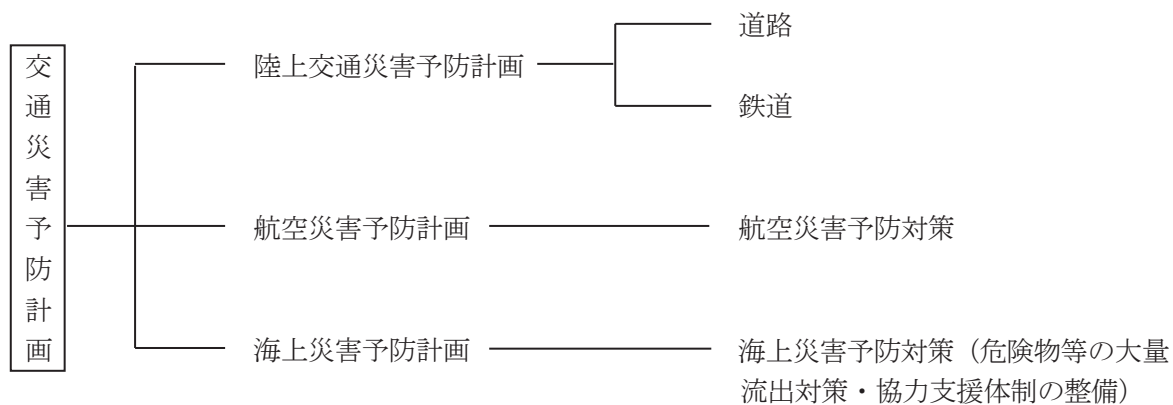 交通災害予防計画
陸上交通災害予防計画
道路
鉄道
航空災害予防計画
航空災害予防対策
海上災害予防計画
海上災害予防対策（危険物等の大量
流出対策・協力支援体制の整備）